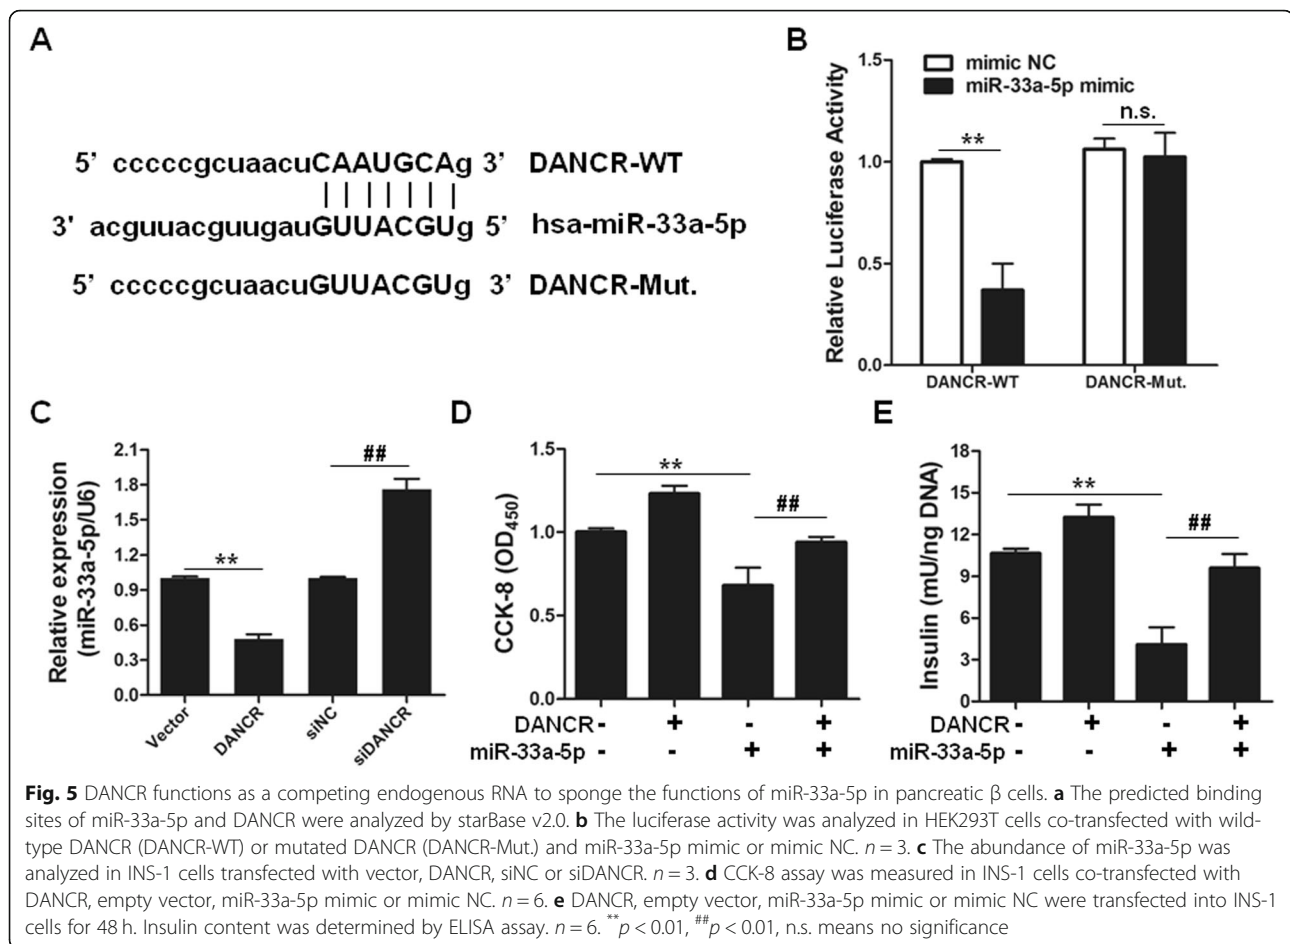 A
5’ cccccgcuaacuCAAUGCAg 3’ DANCR-WT
3' acguuacguugauGUUACGUg 5’ hsa-miR-33a-5p
5’ cccccgcuaacuGUUACGUg 3’ DANCR-Mut.
B
mimic NC
miR-33a-5p mimic
Relative Luciferase Activity
1.5
1.0
0.5
0.0
**
n.s.
DANCR-WT DANCR-Mut.
C
Relative expression
(miR-33a-5p/U6)
2.1
1.8
1.5
1.2
0.9
0.6
0.3
0.0
**
##
Vector DANCR siNC siDANCR
D
CCK-8 (OD450)
1.5
1.0
0.5
0.0
**
##
DANCR - + - +
miR-33a-5p - - + +
E
Insulin (mU/ng DNA)
18
15
12
9
6
3
0
**
##
DANCR - + - +
miR-33a-5p - - + +
Fig. 5 DANCR functions as a competing endogenous RNA to sponge the functions of miR-33a-5p in pancreatic β cells. a The predicted binding
sites of miR-33a-5p and DANCR were analyzed by starBase v2.0. b The luciferase activity was analyzed in HEK293T cells co-transfected with wild-
type DANCR (DANCR-WT) or mutated DANCR (DANCR-Mut.) and miR-33a-5p mimic or mimic NC. n = 3. c The abundance of miR-33a-5p was
analyzed in INS-1 cells transfected with vector, DANCR, siNC or siDANCR. n = 3. d CCK-8 assay was measured in INS-1 cells co-transfected with
DANCR, empty vector, miR-33a-5p mimic or mimic NC. n = 6. e DANCR, empty vector, miR-33a-5p mimic or mimic NC were transfected into INS-1
cells for 48 h. Insulin content was determined by ELISA assay. n = 6. **p < 0.01, ##p < 0.01, n.s. means no significance